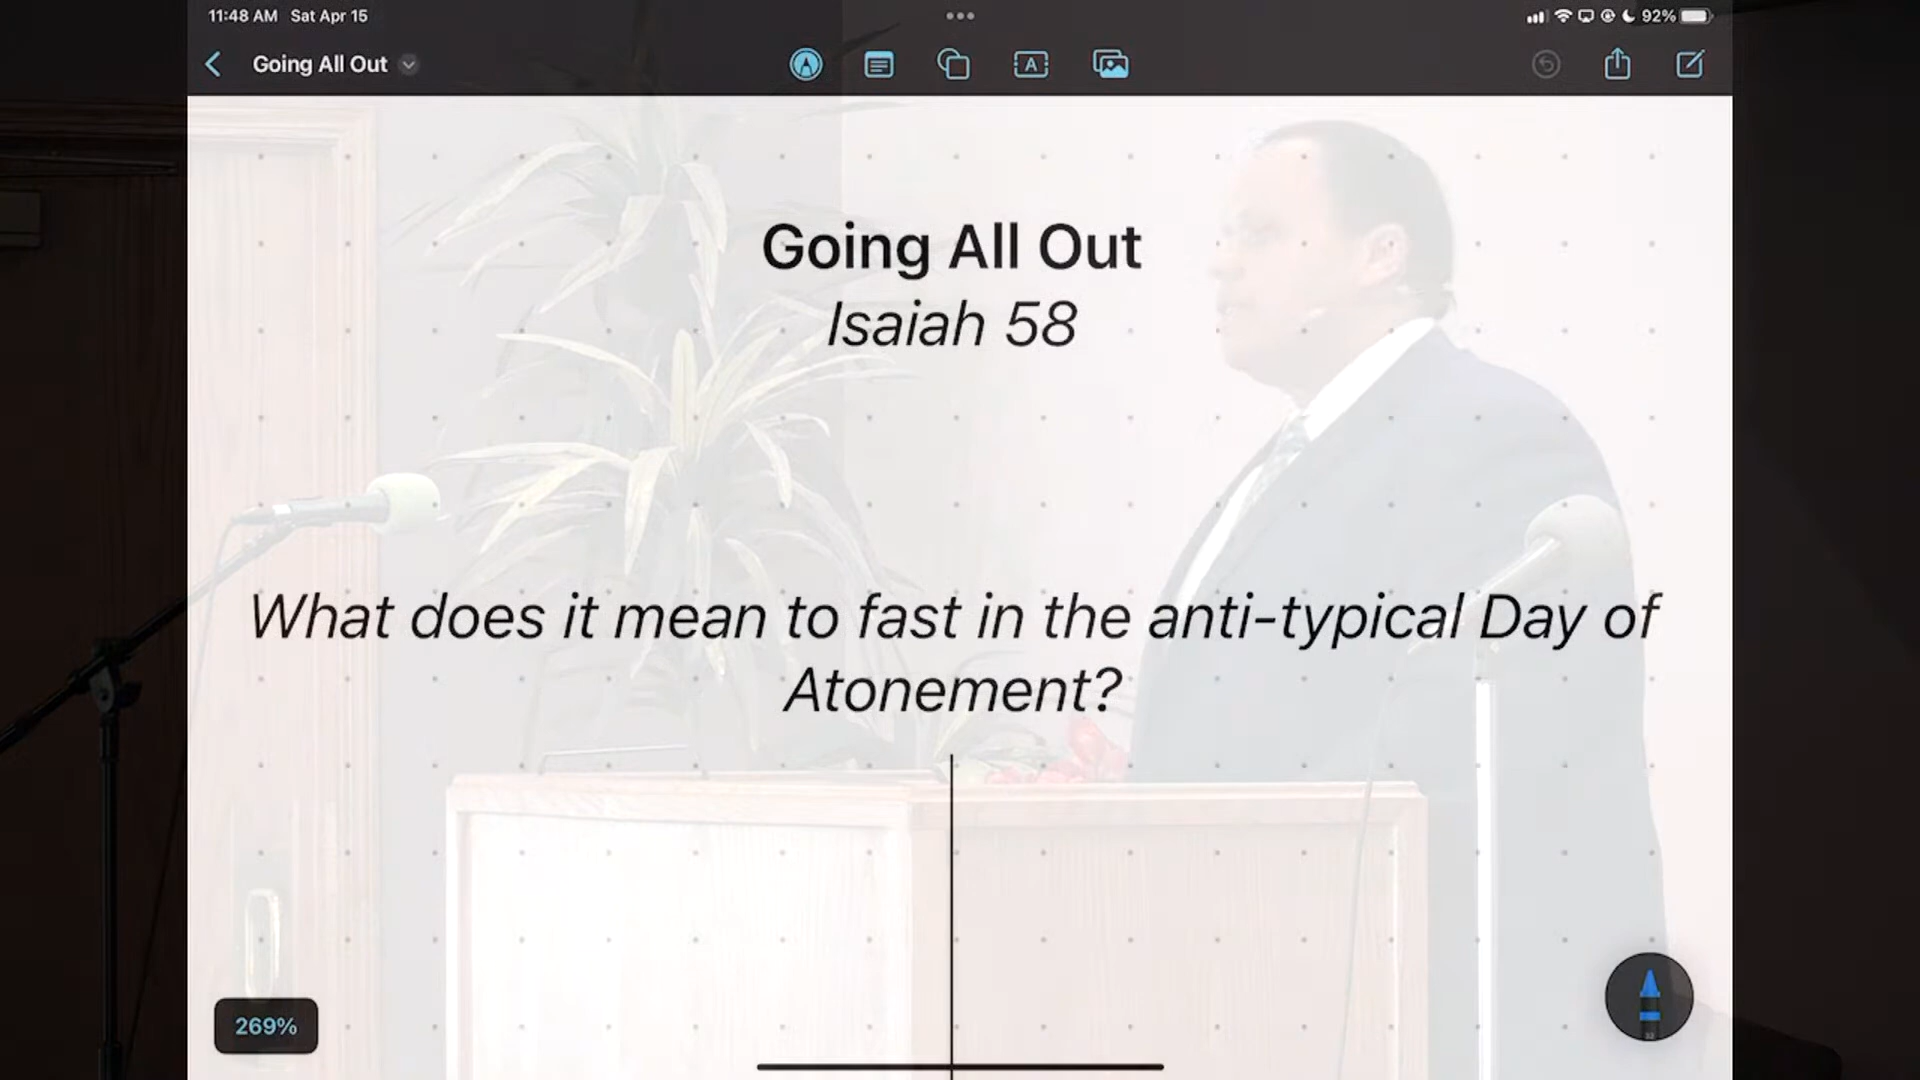 11:48 AM Sat Apr 15
92%
Going All Out
A
Going All Out
Isaiah 58
What does it mean to fast in the anti-typical Day of
Atonement?
269%